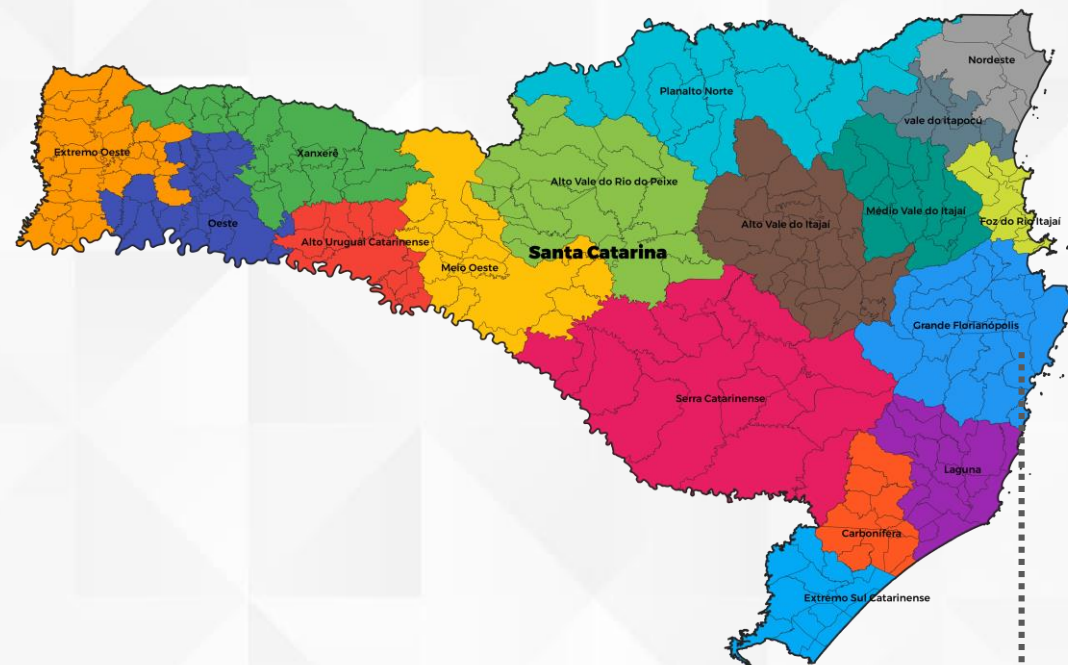 Nordeste
Planalto Norte
vale do Itapocú
Extremo Oeste
Xanxerê
Alto Vale do Rio do Peixe
Médio Vale do Itajaí
Foz do Rio Itajaí
Oeste
Alto Vale do Itajaí
Alto Uruguai Catarinense
Santa Catarina
Meio Oeste
Grande Florianópolis
Serra Catarinense
Laguna
Carbonífera
Extremo Sul Catarinense